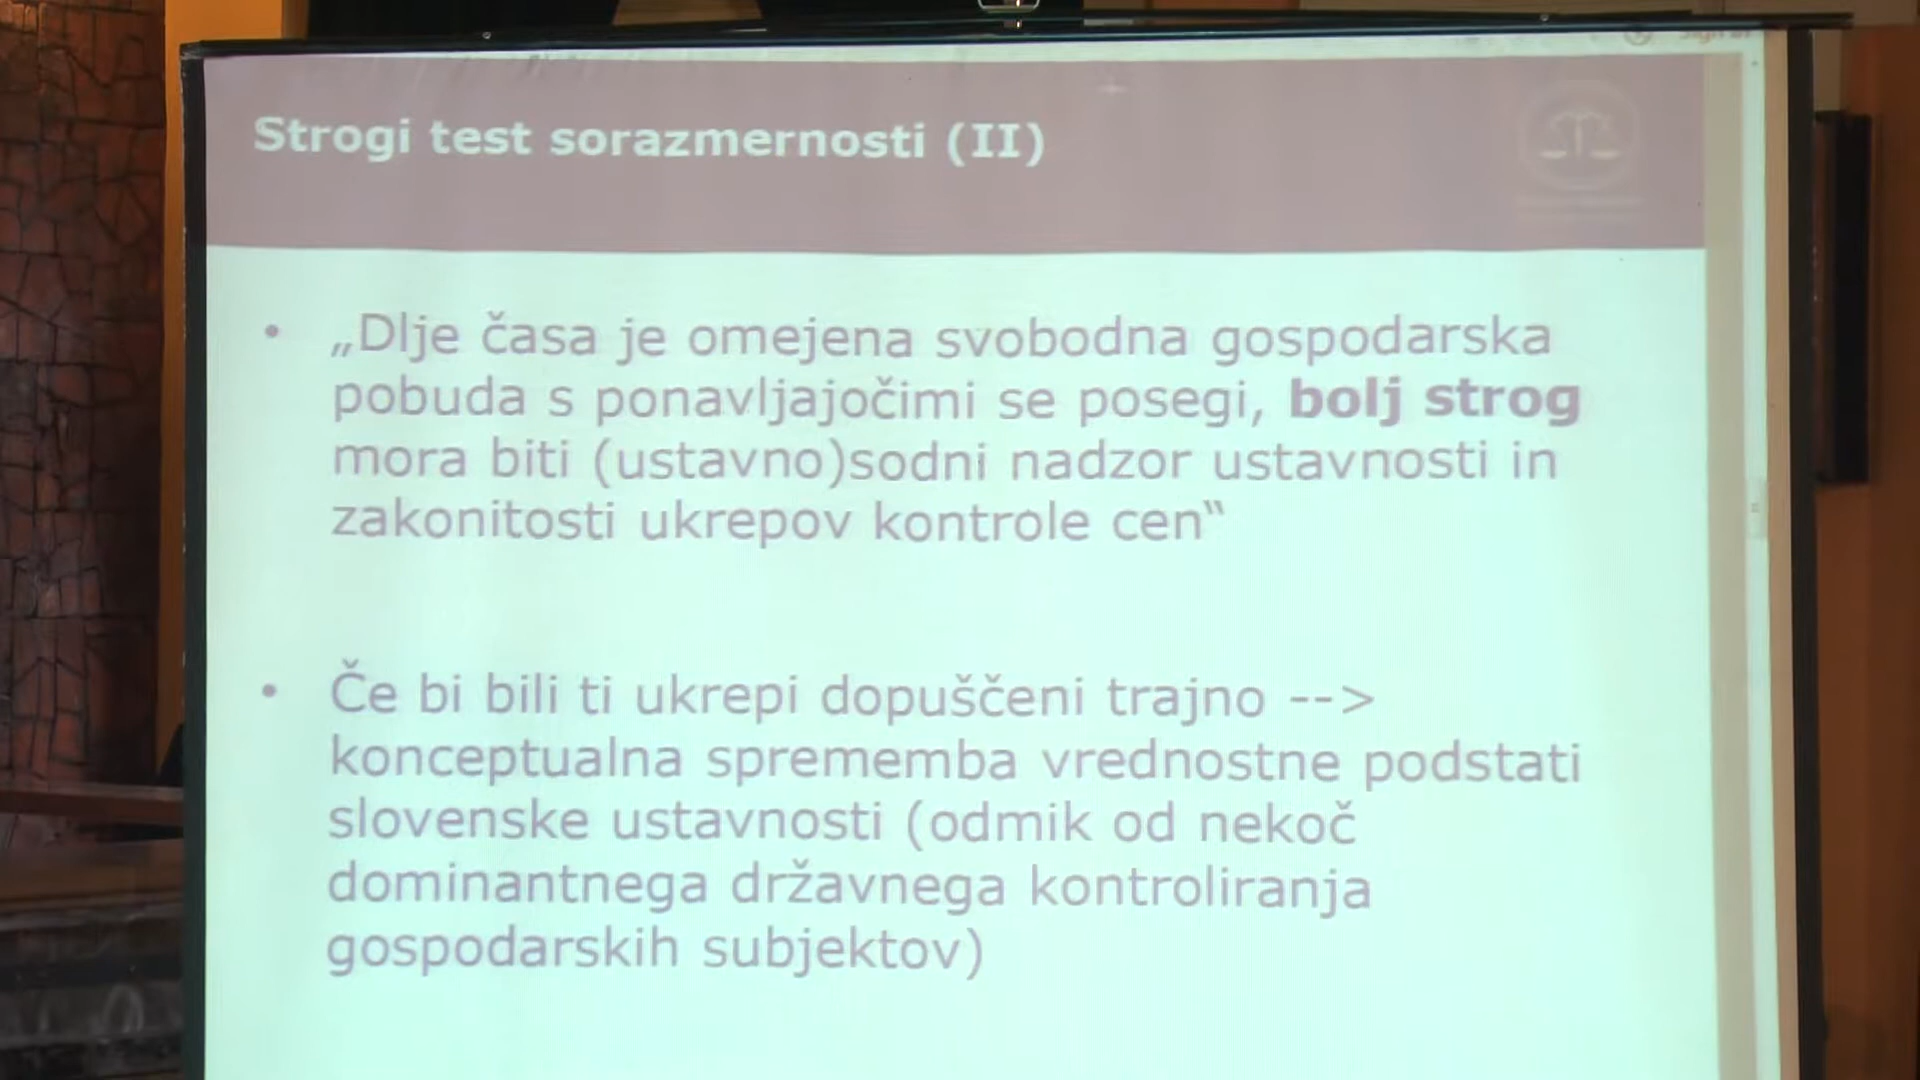 Strogi test sorazmernosti (II)
• „Dlje časa je omejena svobodna gospodarska
pobuda s ponavljajočimi se posegi, bolj strog
mora biti (ustavno)sodni nadzor ustavnosti in
zakonitosti ukrepov kontrole cen“
• Če bi bili ti ukrepi dopuščeni trajno -->
konceptualna sprememba vrednostne podstati
slovenske ustavnosti (odmik od nekoč
dominantnega državnega kontroliranja
gospodarskih subjektov)